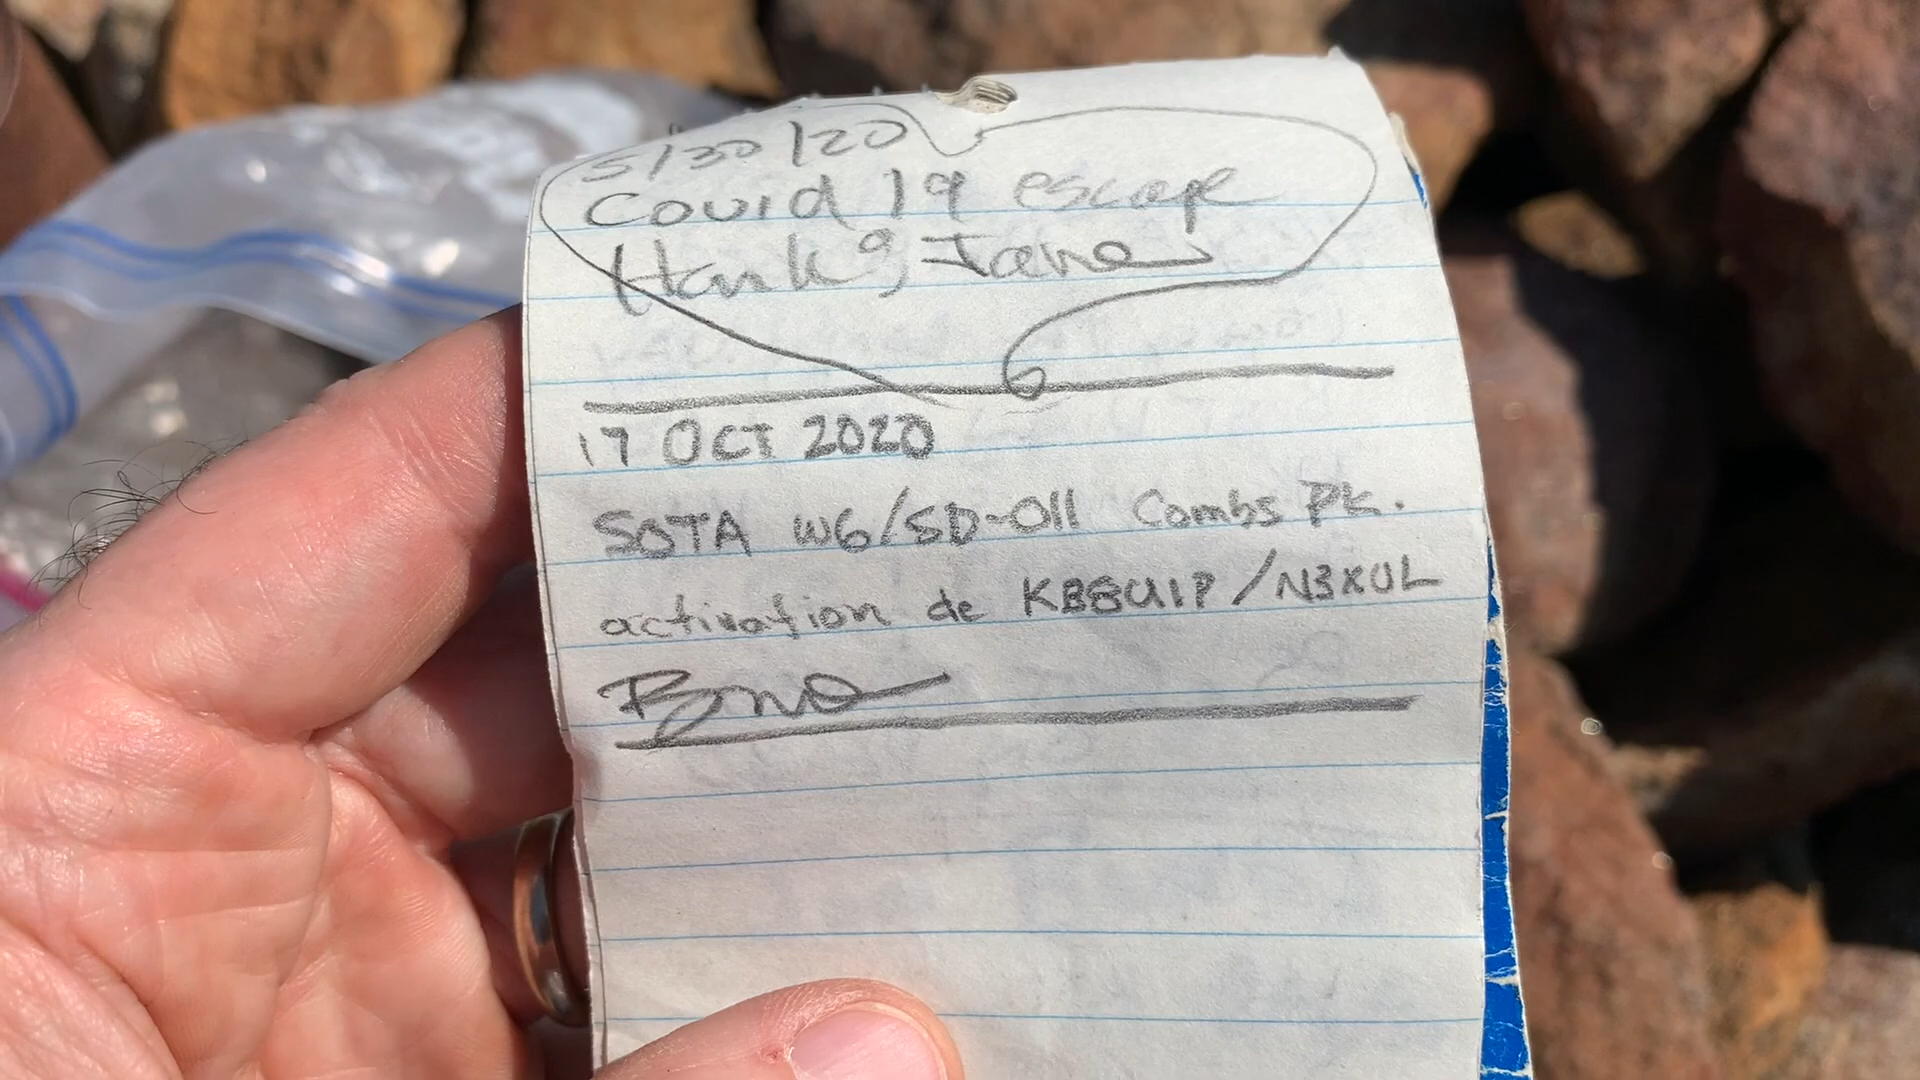 5/30/20
Covid 19 escape
Hank & Jane
17 OCT 2020
SOTA W6/SD-011 Combs Pk.
activation de KB8UIP/N3XUL